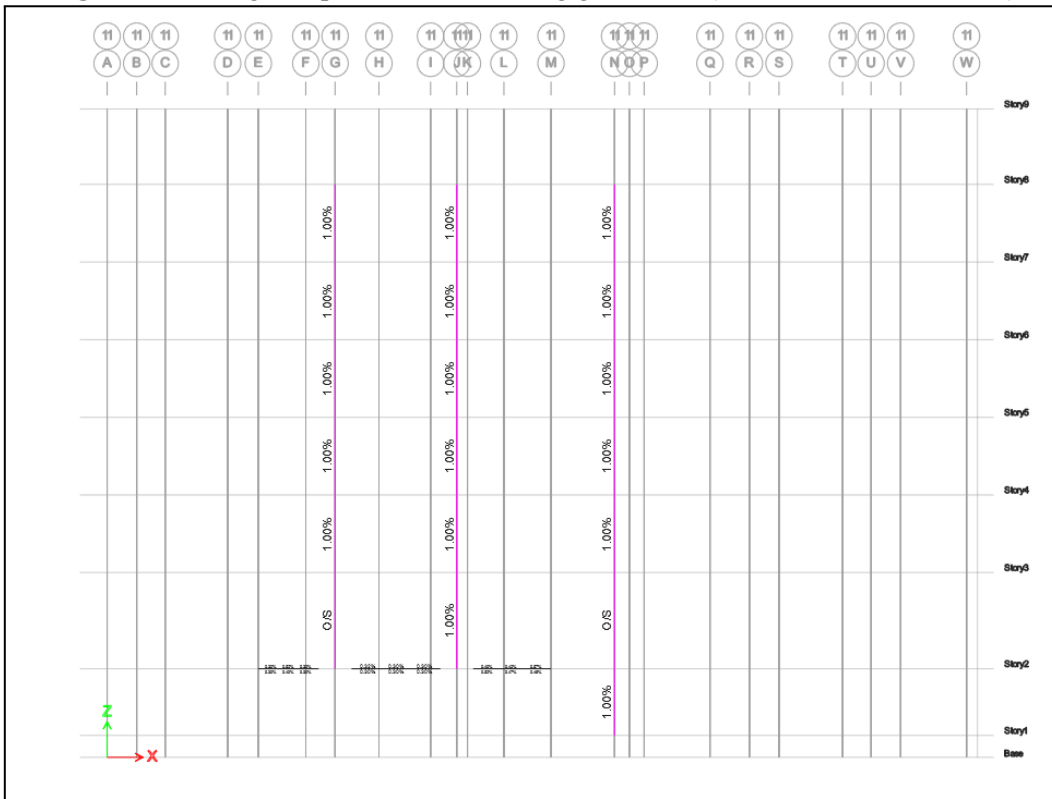 11 11 11 11 11 11 11 11 11 11 11 11 11 11 11 11 11 11 11 11 11 11 11
A B C D E F G H I J K L M N O P Q R S T U V W
Story9
Story8
1.00% 1.00% 1.00%
Story7
1.00% 1.00% 1.00%
Story6
1.00% 1.00% 1.00%
Story5
1.00% 1.00% 1.00%
Story4
1.00% 1.00% 1.00%
Story3
O/S 1.00% O/S
Story2
1.00%
Z
Story1
X
Base